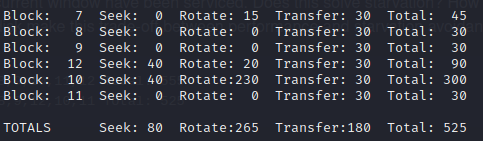 Block:   7  Seek:  0  Rotate: 15  Transfer: 30  Total:  45
Block:   8  Seek:  0  Rotate:  0  Transfer: 30  Total:  30
Block:   9  Seek:  0  Rotate:  0  Transfer: 30  Total:  30
Block:  12  Seek: 40  Rotate: 20  Transfer: 30  Total:  90
Block:  10  Seek: 40  Rotate:230  Transfer: 30  Total: 300
Block:  11  Seek:  0  Rotate:  0  Transfer: 30  Total:  30
TOTALS      Seek: 80  Rotate:265  Transfer:180  Total: 525